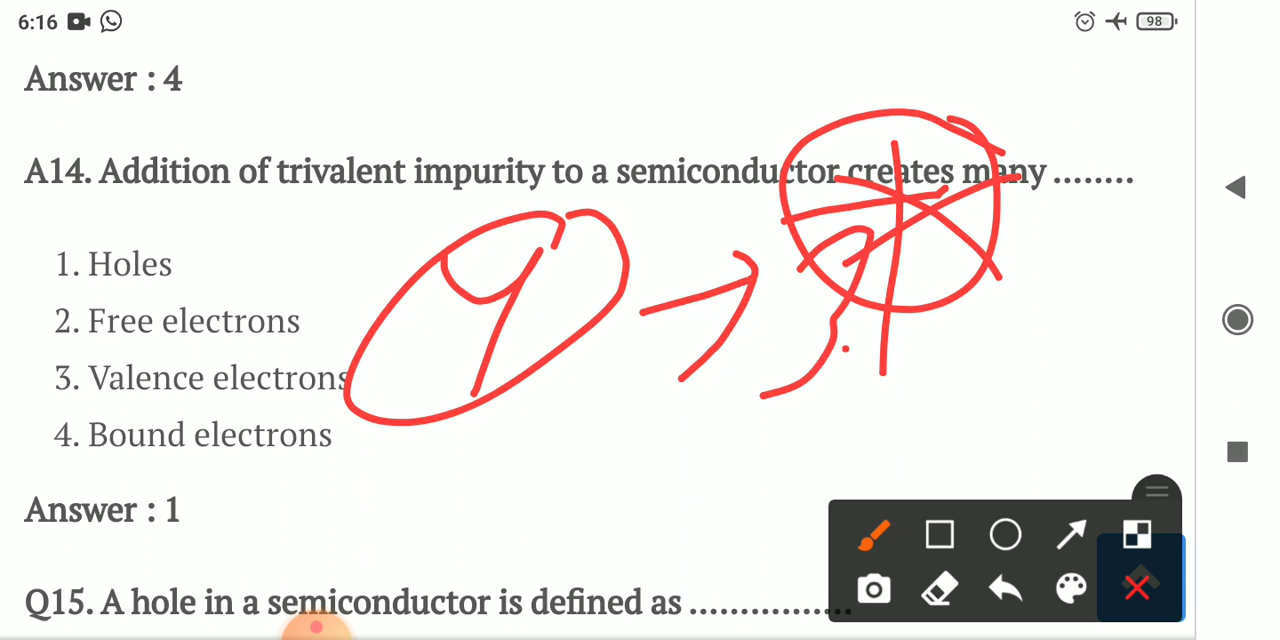 6:16
98
Answer : 4
A14. Addition of trivalent impurity to a semiconductor creates many ........
1. Holes
2. Free electrons
3. Valence electrons
4. Bound electrons
Answer : 1
Q15. A hole in a semiconductor is defined as ................